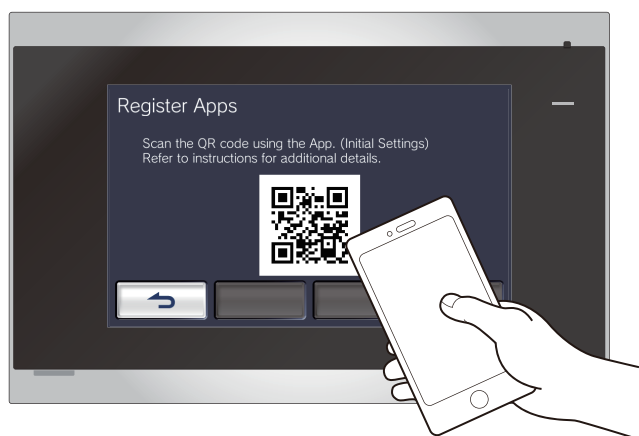 Register Apps
Scan the QR code using the App. (Initial Settings)
Refer to instructions for additional details.